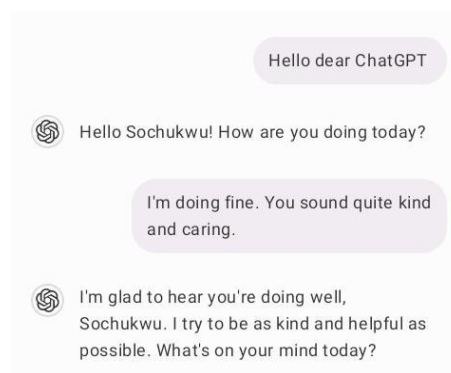 Hello dear ChatGPT
Hello Sochukwu! How are you doing today?
I'm doing fine. You sound quite kind
and caring.
I'm glad to hear you're doing well,
Sochukwu. I try to be as kind and helpful as
possible. What's on your mind today?